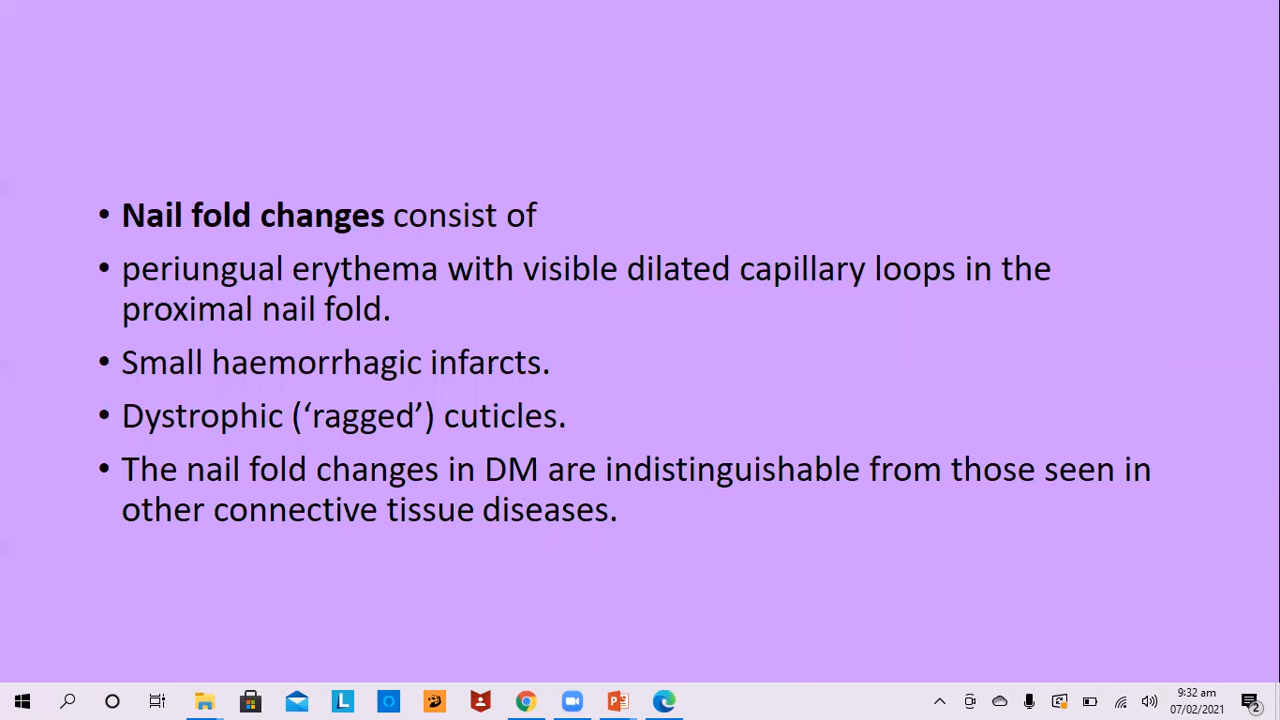 • Nail fold changes consist of
• periungual erythema with visible dilated capillary loops in the
proximal nail fold.
• Small haemorrhagic infarcts.
• Dystrophic (‘ragged’) cuticles.
• The nail fold changes in DM are indistinguishable from those seen in
other connective tissue diseases.
L
9:32 am
07/02/2021
2